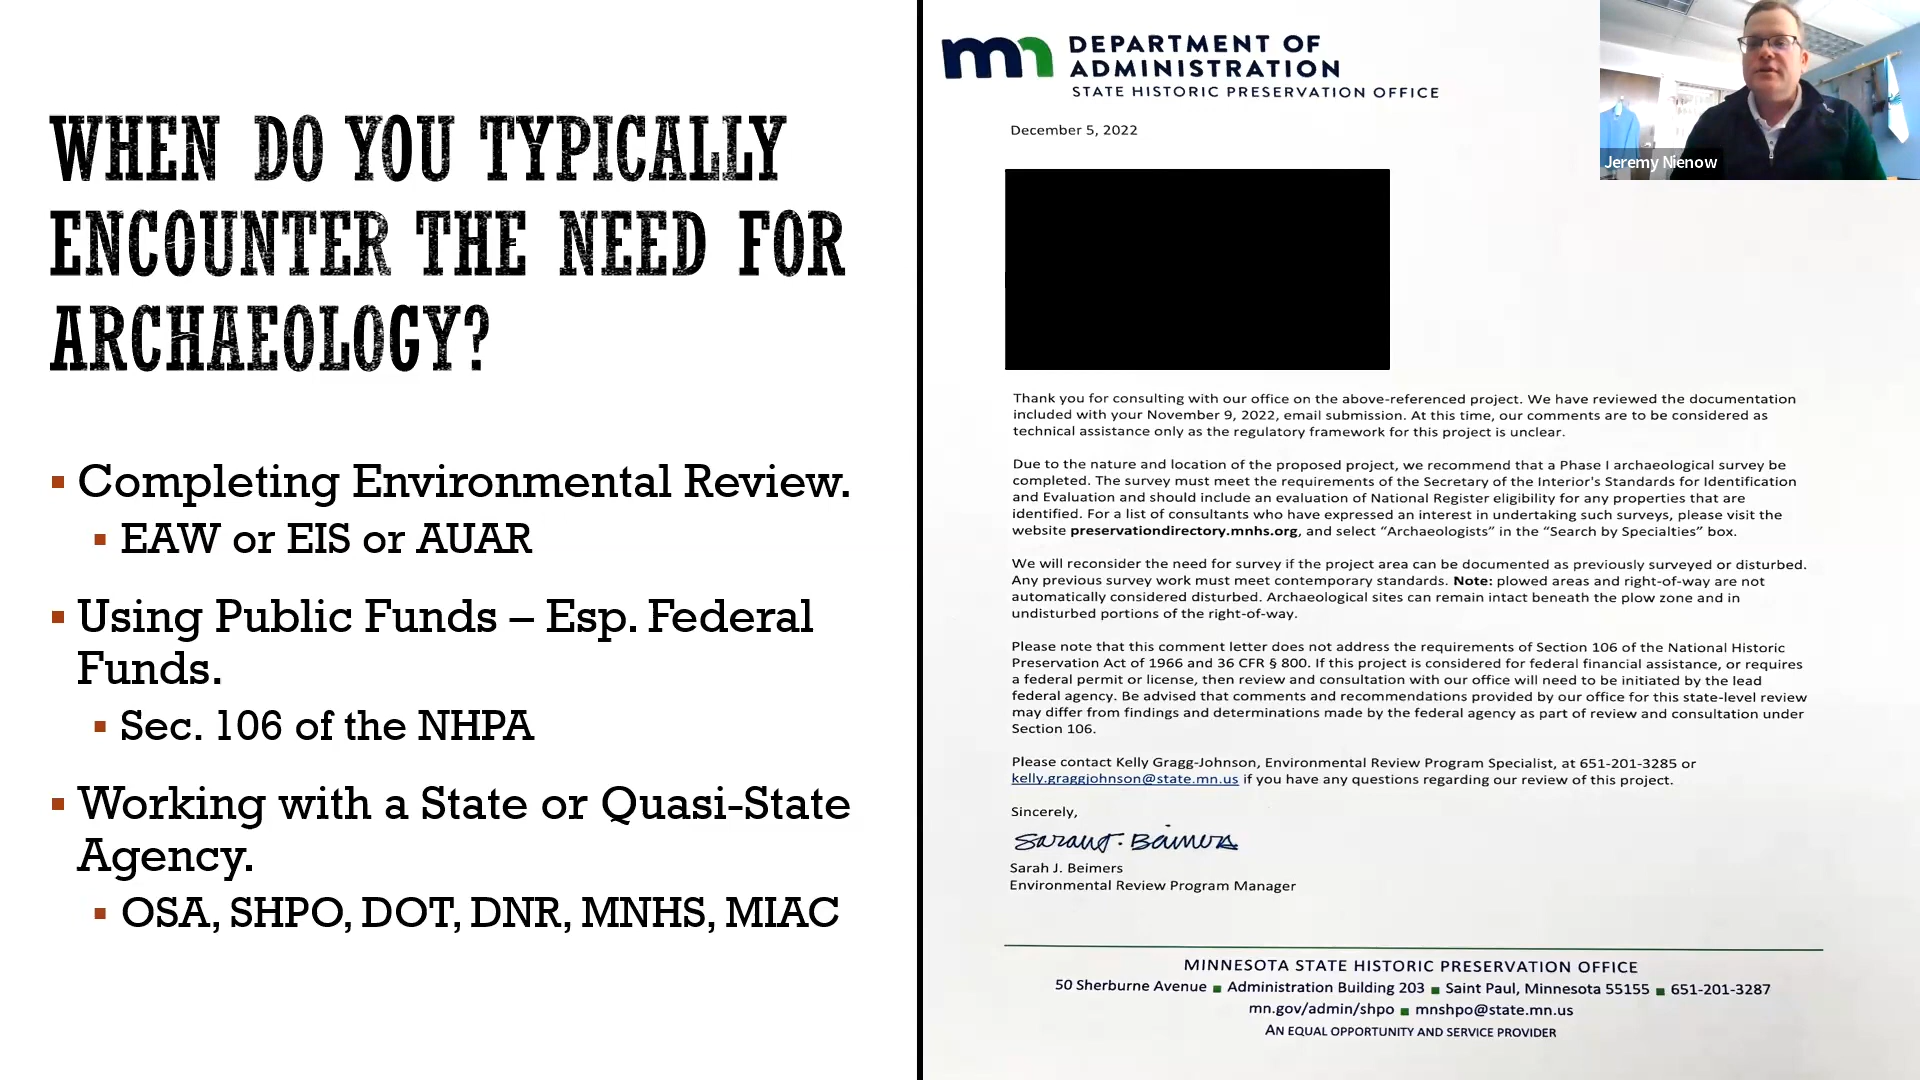 WHEN DO YOU TYPICALLY
ENCOUNTER THE NEED FOR
ARCHAEOLOGY?
Completing Environmental Review.
EAW or EIS or AUAR
Using Public Funds – Esp. Federal
Funds.
Sec. 106 of the NHPA
Working with a State or Quasi-State
Agency.
OSA, SHPO, DOT, DNR, MNHS, MIAC
mn DEPARTMENT OF
ADMINISTRATION
STATE HISTORIC PRESERVATION OFFICE
December 5, 2022
Thank you for consulting with our office on the above-referenced project. We have reviewed the documentation
included with your November 9, 2022, email submission. At this time, our comments are to be considered as
technical assistance only as the regulatory framework for this project is unclear.
Due to the nature and location of the proposed project, we recommend that a Phase I archaeological survey be
completed. The survey must meet the requirements of the Secretary of the Interior's Standards for Identification
and Evaluation and should include an evaluation of National Register eligibility for any properties that are
identified. For a list of consultants who have expressed an interest in undertaking such surveys, please visit the
website preservationdirectory.mnhs.org, and select “Archaeologists” in the “Search by Specialties” box.
We will reconsider the need for survey if the project area can be documented as previously surveyed or disturbed.
Any previous survey work must meet contemporary standards. Note: plowed areas and right-of-way are not
automatically considered disturbed. Archaeological sites can remain intact beneath the plow zone and in
undisturbed portions of the right-of-way.
Please note that this comment letter does not address the requirements of Section 106 of the National Historic
Preservation Act of 1966 and 36 CFR § 800. If this project is considered for federal financial assistance, or requires
a federal permit or license, then review and consultation with our office will need to be initiated by the lead
federal agency. Be advised that comments and recommendations provided by our office for this state-level review
may differ from findings and determinations made by the federal agency as part of review and consultation under
Section 106.
Please contact Kelly Gragg-Johnson, Environmental Review Program Specialist, at 651-201-3285 or
kelly.graggjohnson@state.mn.us if you have any questions regarding our review of this project.
Sincerely,
Sarah J. Beimers
Sarah J. Beimers
Environmental Review Program Manager
MINNESOTA STATE HISTORIC PRESERVATION OFFICE
50 Sherburne Avenue ■ Administration Building 203 ■ Saint Paul, Minnesota 55155 ■ 651-201-3287
mn.gov/admin/shpo ■ mnshpo@state.mn.us
AN EQUAL OPPORTUNITY AND SERVICE PROVIDER
Jeremy Nienow